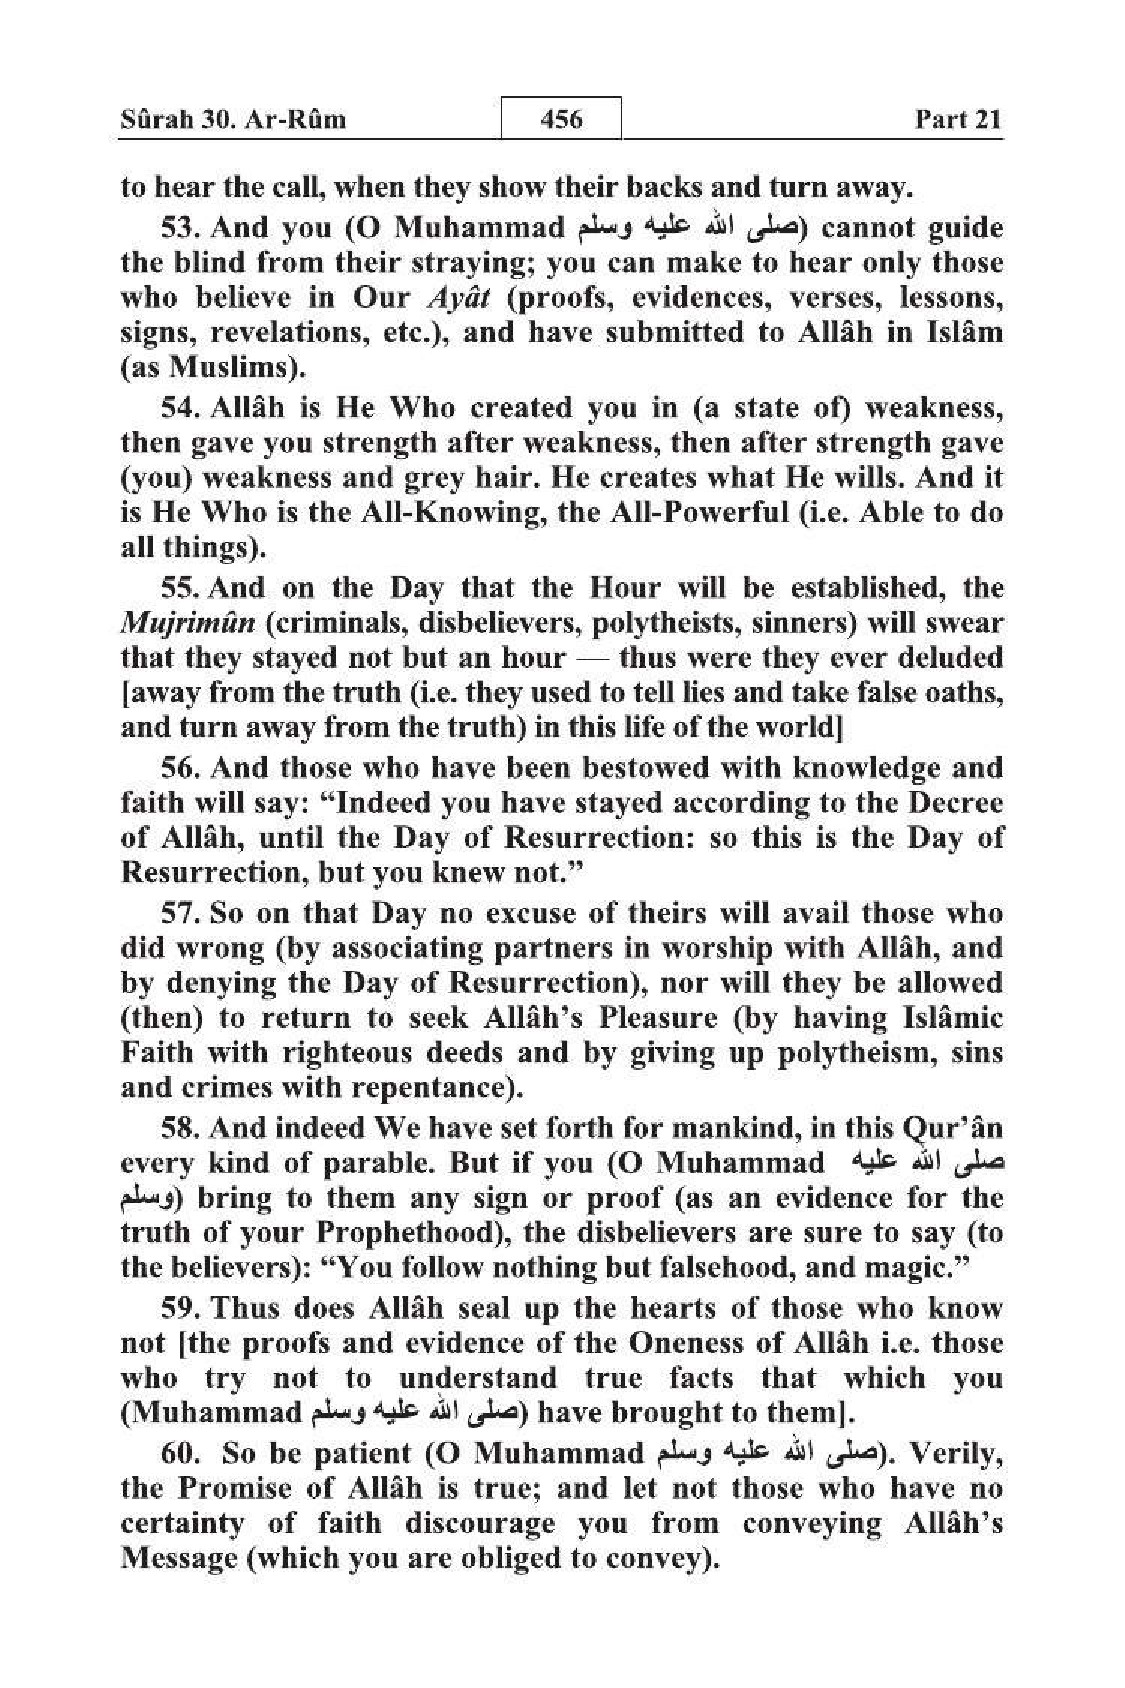 Sûrah 30. Ar-Rûm 456 Part 21
to hear the call, when they show their backs and turn away.
53. And you (O Muhammad صلى الله عليه وسلم) cannot guide
the blind from their straying; you can make to hear only those
who believe in Our Ayât (proofs, evidences, verses, lessons,
signs, revelations, etc.), and have submitted to Allâh in Islâm
(as Muslims).
54. Allâh is He Who created you in (a state of) weakness,
then gave you strength after weakness, then after strength gave
(you) weakness and grey hair. He creates what He wills. And it
is He Who is the All-Knowing, the All-Powerful (i.e. Able to do
all things).
55. And on the Day that the Hour will be established, the
Mujrimûn (criminals, disbelievers, polytheists, sinners) will swear
that they stayed not but an hour — thus were they ever deluded
[away from the truth (i.e. they used to tell lies and take false oaths,
and turn away from the truth) in this life of the world]
56. And those who have been bestowed with knowledge and
faith will say: “Indeed you have stayed according to the Decree
of Allâh, until the Day of Resurrection: so this is the Day of
Resurrection, but you knew not.”
57. So on that Day no excuse of theirs will avail those who
did wrong (by associating partners in worship with Allâh, and
by denying the Day of Resurrection), nor will they be allowed
(then) to return to seek Allâh’s Pleasure (by having Islâmic
Faith with righteous deeds and by giving up polytheism, sins
and crimes with repentance).
58. And indeed We have set forth for mankind, in this Qur’ân
every kind of parable. But if you (O Muhammad صلى الله عليه
وسلم) bring to them any sign or proof (as an evidence for the
truth of your Prophethood), the disbelievers are sure to say (to
the believers): “You follow nothing but falsehood, and magic.”
59. Thus does Allâh seal up the hearts of those who know
not [the proofs and evidence of the Oneness of Allâh i.e. those
who try not to understand true facts that which you
(Muhammad صلى الله عليه وسلم) have brought to them].
60. So be patient (O Muhammad صلى الله عليه وسلم). Verily,
the Promise of Allâh is true; and let not those who have no
certainty of faith discourage you from conveying Allâh’s
Message (which you are obliged to convey).